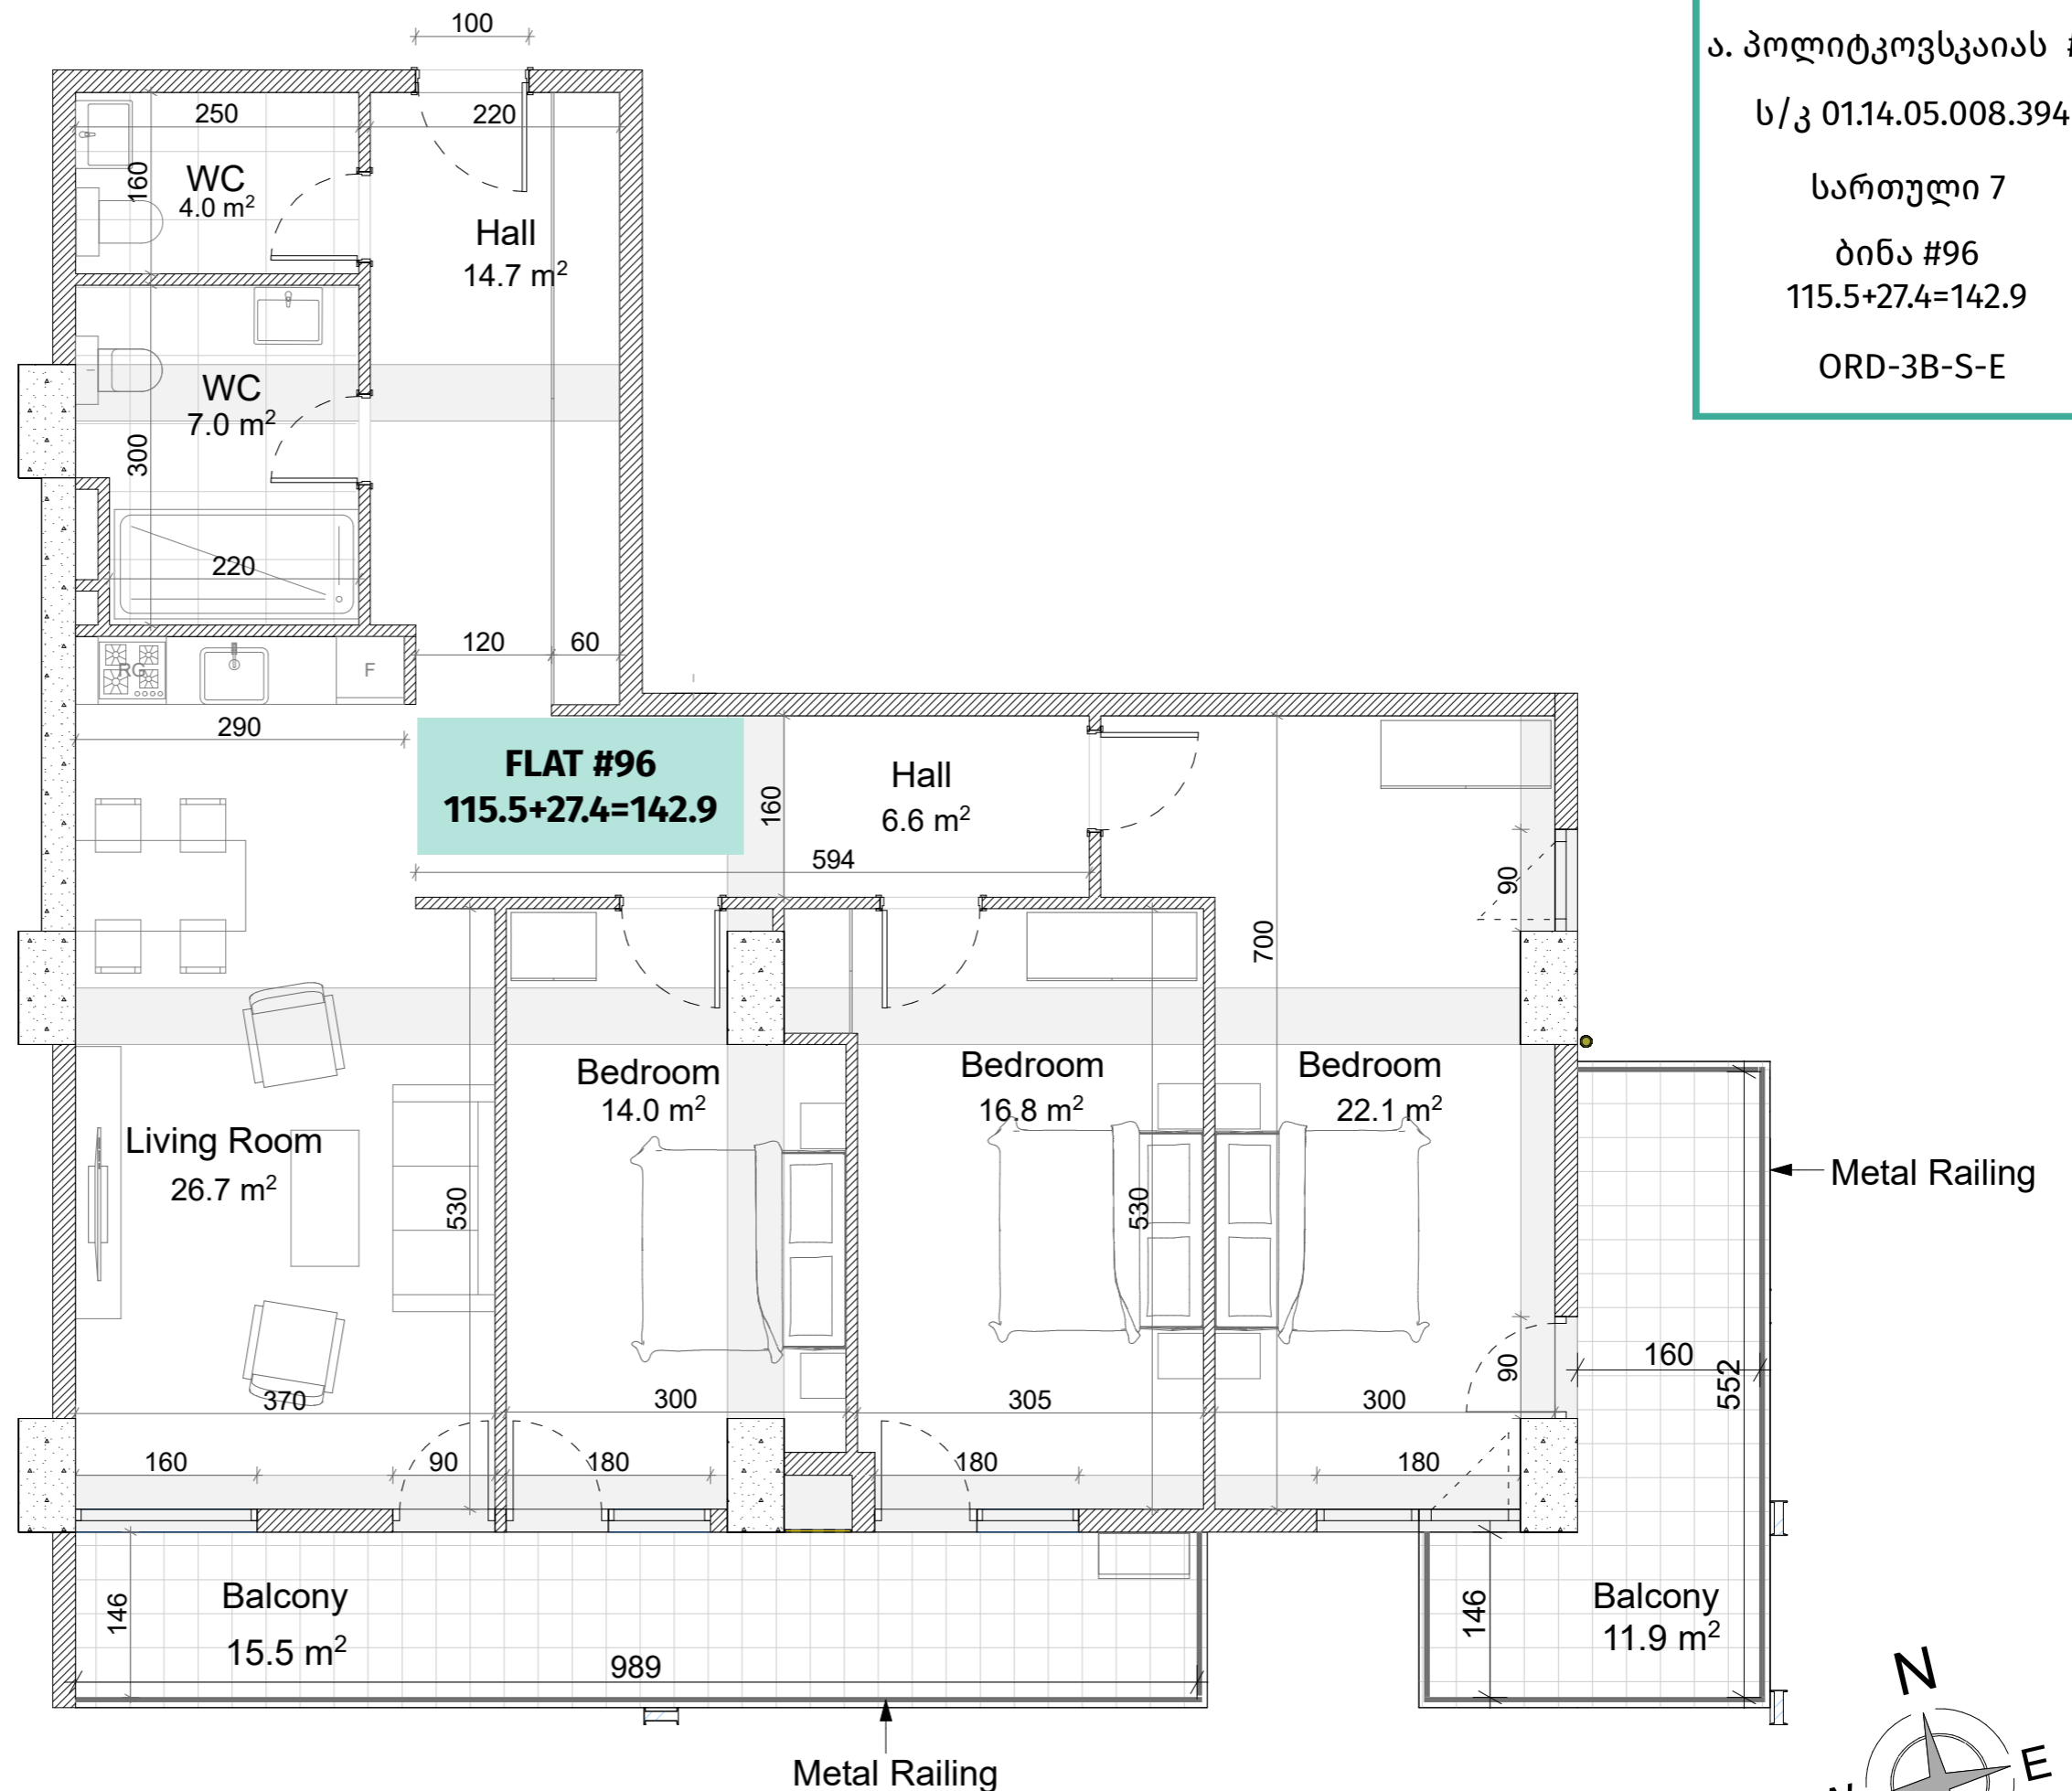 100
ა. პოლიტკოვსკაიას
ს/კ 01.14.05.008.394
სართული 7
ბინა #96
115.5+27.4=142.9
ORD-3B-S-E
250
220
160
WC
4.0 m²
Hall
14.7 m²
WC
7.0 m²
300
220
120
60
RG
F
290
FLAT #96
115.5+27.4=142.9
160
Hall
6.6 m²
594
90
700
Bedroom
14.0 m²
Bedroom
16.8 m²
Bedroom
22.1 m²
Living Room
26.7 m²
530
530
Metal Railing
160
552
90
370
300
305
300
160
90
180
180
180
Balcony
15.5 m²
146
989
146
Balcony
11.9 m²
Metal Railing
N
E